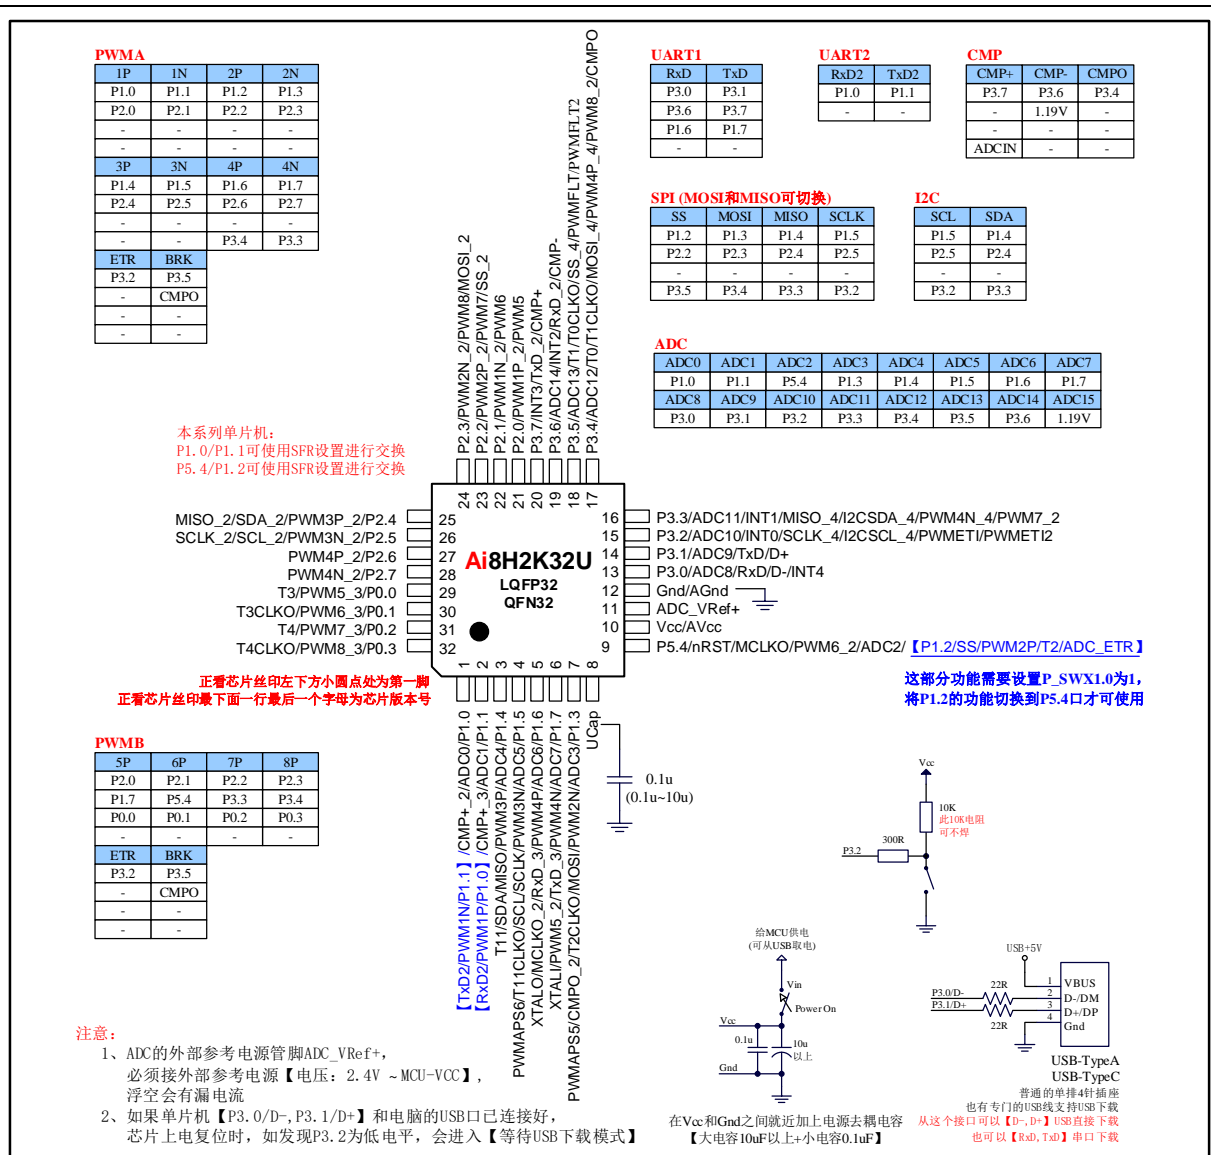 PWMA
1P 1N 2P 2N
P1.0 P1.1 P1.2 P1.3
P2.0 P2.1 P2.2 P2.3
- - - -
- - - -
3P 3N 4P 4N
P1.4 P1.5 P1.6 P1.7
P2.4 P2.5 P2.6 P2.7
- - - -
- - P3.4 P3.3
ETR BRK
P3.2 P3.5
- CMPO
- -
- -
UART1
RxD TxD
P3.0 P3.1
P3.6 P3.7
P1.6 P1.7
- -
UART2
RxD2 TxD2
P1.0 P1.1
- -
CMP
CMP+ CMP- CMPO
P3.7 P3.6 P3.4
- 1.19V -
- - -
ADCIN - -
SPI (MOSI和MISO可切换)
SS MOSI MISO SCLK
P1.2 P1.3 P1.4 P1.5
P2.2 P2.3 P2.4 P2.5
- - - -
P3.5 P3.4 P3.3 P3.2
I2C
SCL SDA
P1.5 P1.4
P2.5 P2.4
- -
P3.2 P3.3
ADC
ADC0 ADC1 ADC2 ADC3 ADC4 ADC5 ADC6 ADC7
P1.0 P1.1 P5.4 P1.3 P1.4 P1.5 P1.6 P1.7
ADC8 ADC9 ADC10 ADC11 ADC12 ADC13 ADC14 ADC15
P3.0 P3.1 P3.2 P3.3 P3.4 P3.5 P3.6 1.19V
本系列单片机：
P1.0/P1.1可使用SFR设置进行交换
P5.4/P1.2可使用SFR设置进行交换
P2.3/PWM2N_2/PWM8/MOSI_2
P2.2/PWM2P_2/PWM7/SS_2
P2.1/PWM1N_2/PWM6
P2.0/PWM1P_2/PWM5
P3.7/INT3/TxD_2/CMP+
P3.6/ADC14/INT2/RxD_2/CMP-
P3.5/ADC13/T1/T0CLKO/SS_4/PWMFLT/PWMFLT2
P3.4/ADC12/T0/T1CLKO/MOSI_4/PWM4P_4/PWM8_2/CMPO
24 23 22 21 20 19 18 17
MISO_2/SDA_2/PWM3P_2/P2.4 25
SCLK_2/SCL_2/PWM3N_2/P2.5 26
PWM4P_2/P2.6 27
PWM4N_2/P2.7 28
T3/PWM5_3/P0.0 29
T3CLKO/PWM6_3/P0.1 30
T4/PWM7_3/P0.2 31
T4CLKO/PWM8_3/P0.3 32
Ai8H2K32U
LQFP32
QFN32
16 P3.3/ADC11/INT1/MISO_4/I2CSDA_4/PWM4N_4/PWM7_2
15 P3.2/ADC10/INT0/SCLK_4/I2CSCL_4/PWMETI/PWMETI2
14 P3.1/ADC9/TxD/D+
13 P3.0/ADC8/RxD/D-/INT4
12 Gnd/AGnd
11 ADC_VRef+
10 Vcc/AVcc
9 P5.4/nRST/MCLKO/PWM6_2/ADC2/【P1.2/SS/PWM2P/T2/ADC_ETR】
这部分功能需要设置P_SWX1.0为1，
将P1.2的功能切换到P5.4口才可使用
正看芯片丝印左下方小圆点处为第一脚
正看芯片丝印最下面一行最后一个字母为芯片版本号
1 2 3 4 5 6 7 8
【TxD2/PWM1N/P1.1】/CMP+_2/ADC0/P1.0
【RxD2/PWM1P/P1.0】/CMP+_3/ADC1/P1.1
T11/SDA/MISO/PWM3P/ADC4/P1.4
PWMAPS6/T11CLKO/SCL/SCLK/PWM3N/ADC5/P1.5
XTALO/MCLKO_2/RxD_3/PWM4P/ADC6/P1.6
XTALI/PWM5_2/TxD_3/PWM4N/ADC7/P1.7
PWMAPS5/CMPO_2/T2CLKO/MOSI/PWM2N/ADC3/P1.3
UCap
0.1u
(0.1u~10u)
PWMB
5P 6P 7P 8P
P2.0 P2.1 P2.2 P2.3
P1.7 P5.4 P3.3 P3.4
P0.0 P0.1 P0.2 P0.3
- - - -
ETR BRK
P3.2 P3.5
- CMPO
- -
- -
Vcc
10K
此10K电阻
可不焊
300R
P3.2
给MCU供电
(可从USB取电)
Vin
Power On
Vcc
0.1u
10u
以上
Gnd
USB+5V
P3.0/D- 22R
P3.1/D+
22R
1 VBUS
2 D-/DM
3 D+/DP
4 Gnd
USB-TypeA
USB-TypeC
普通的单排4针插座
也有专门的USB线支持USB下载
从这个接口可以【D-,D+】USB直接下载
也可以【RxD,TxD】串口下载
在Vcc和Gnd之间就近加上电源去耦电容
【大电容10uF以上+小电容0.1uF】
注意：
1、ADC的外部参考电源管脚ADC_VRef+，
必须接外部参考电源【电压：2.4V ~ MCU-VCC】,
浮空会有漏电流
2、如果单片机【P3.0/D-,P3.1/D+】和电脑的USB口已连接好,
芯片上电复位时，如发现P3.2为低电平，会进入【等待USB下载模式】